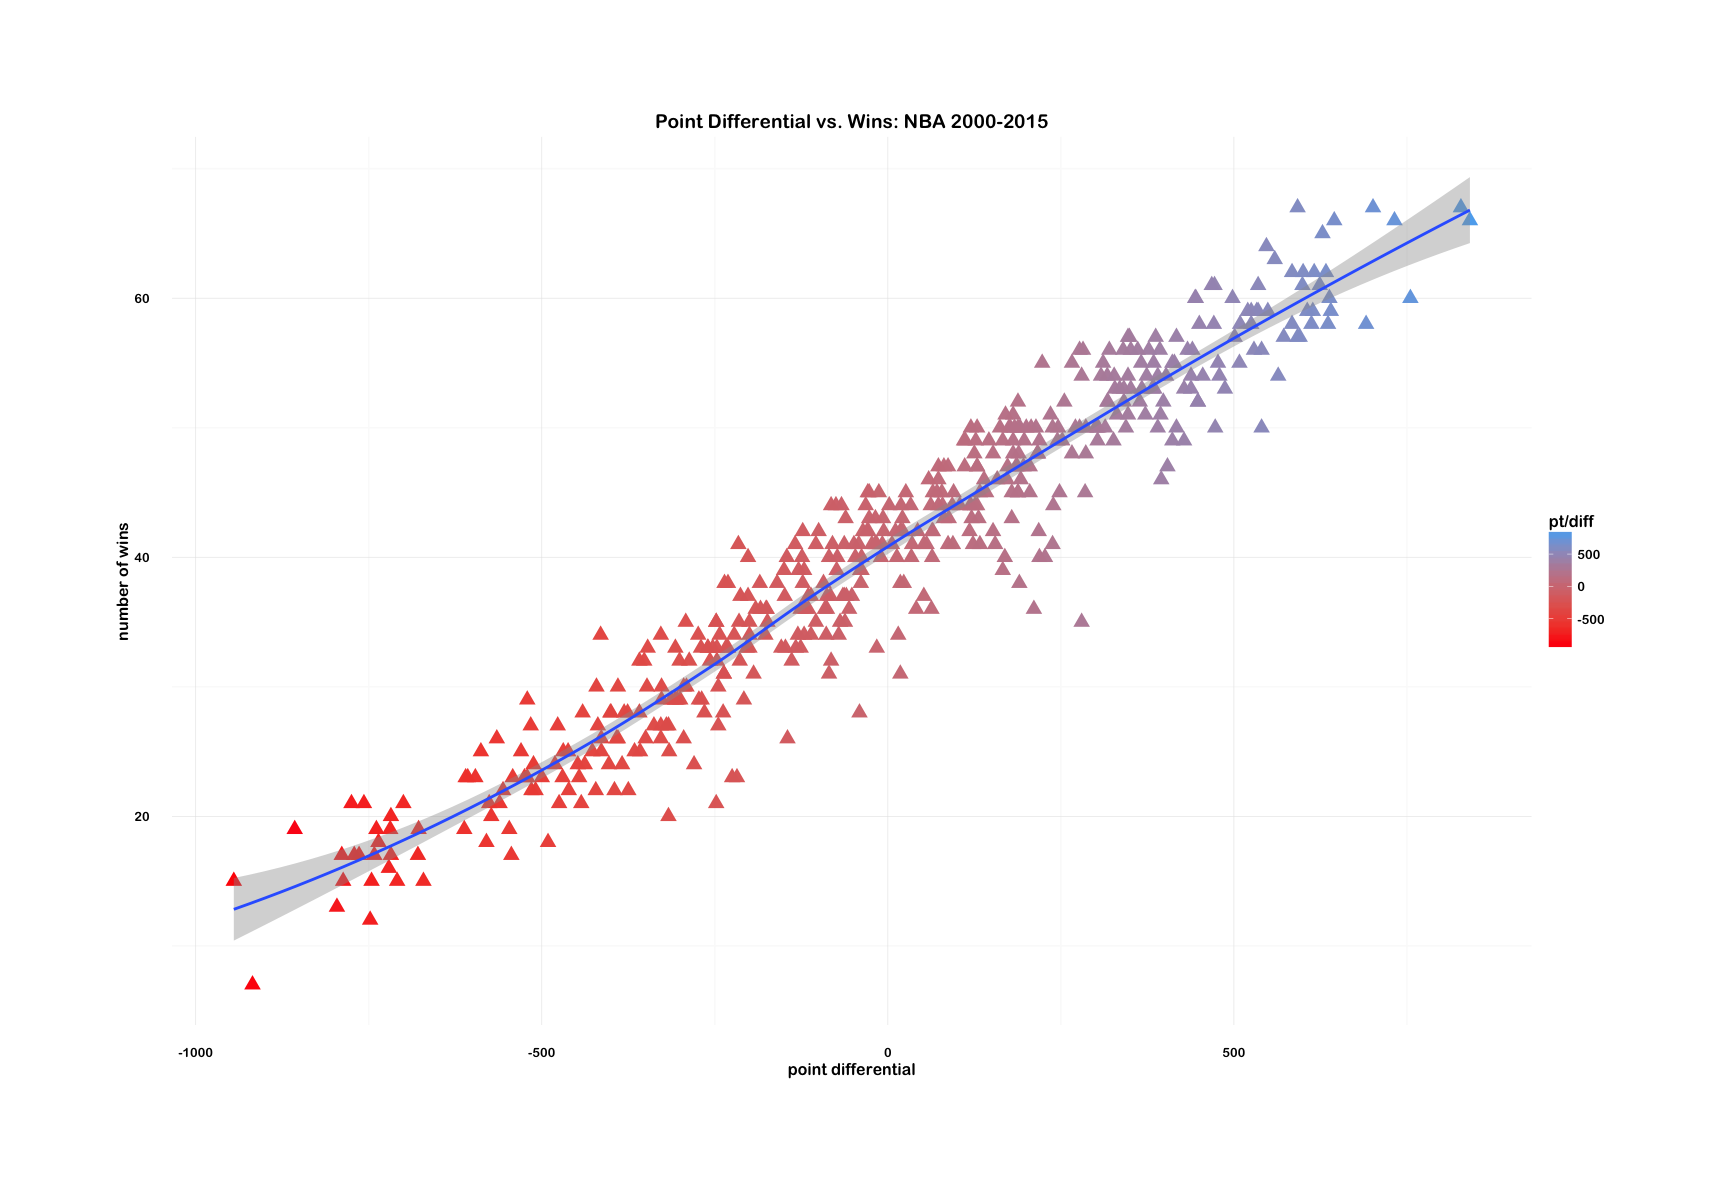 Point Differential vs. Wins: NBA 2000-2015
number of wins
60
40
20
-1000
-500
0
500
point differential
pt/diff
500
0
-500